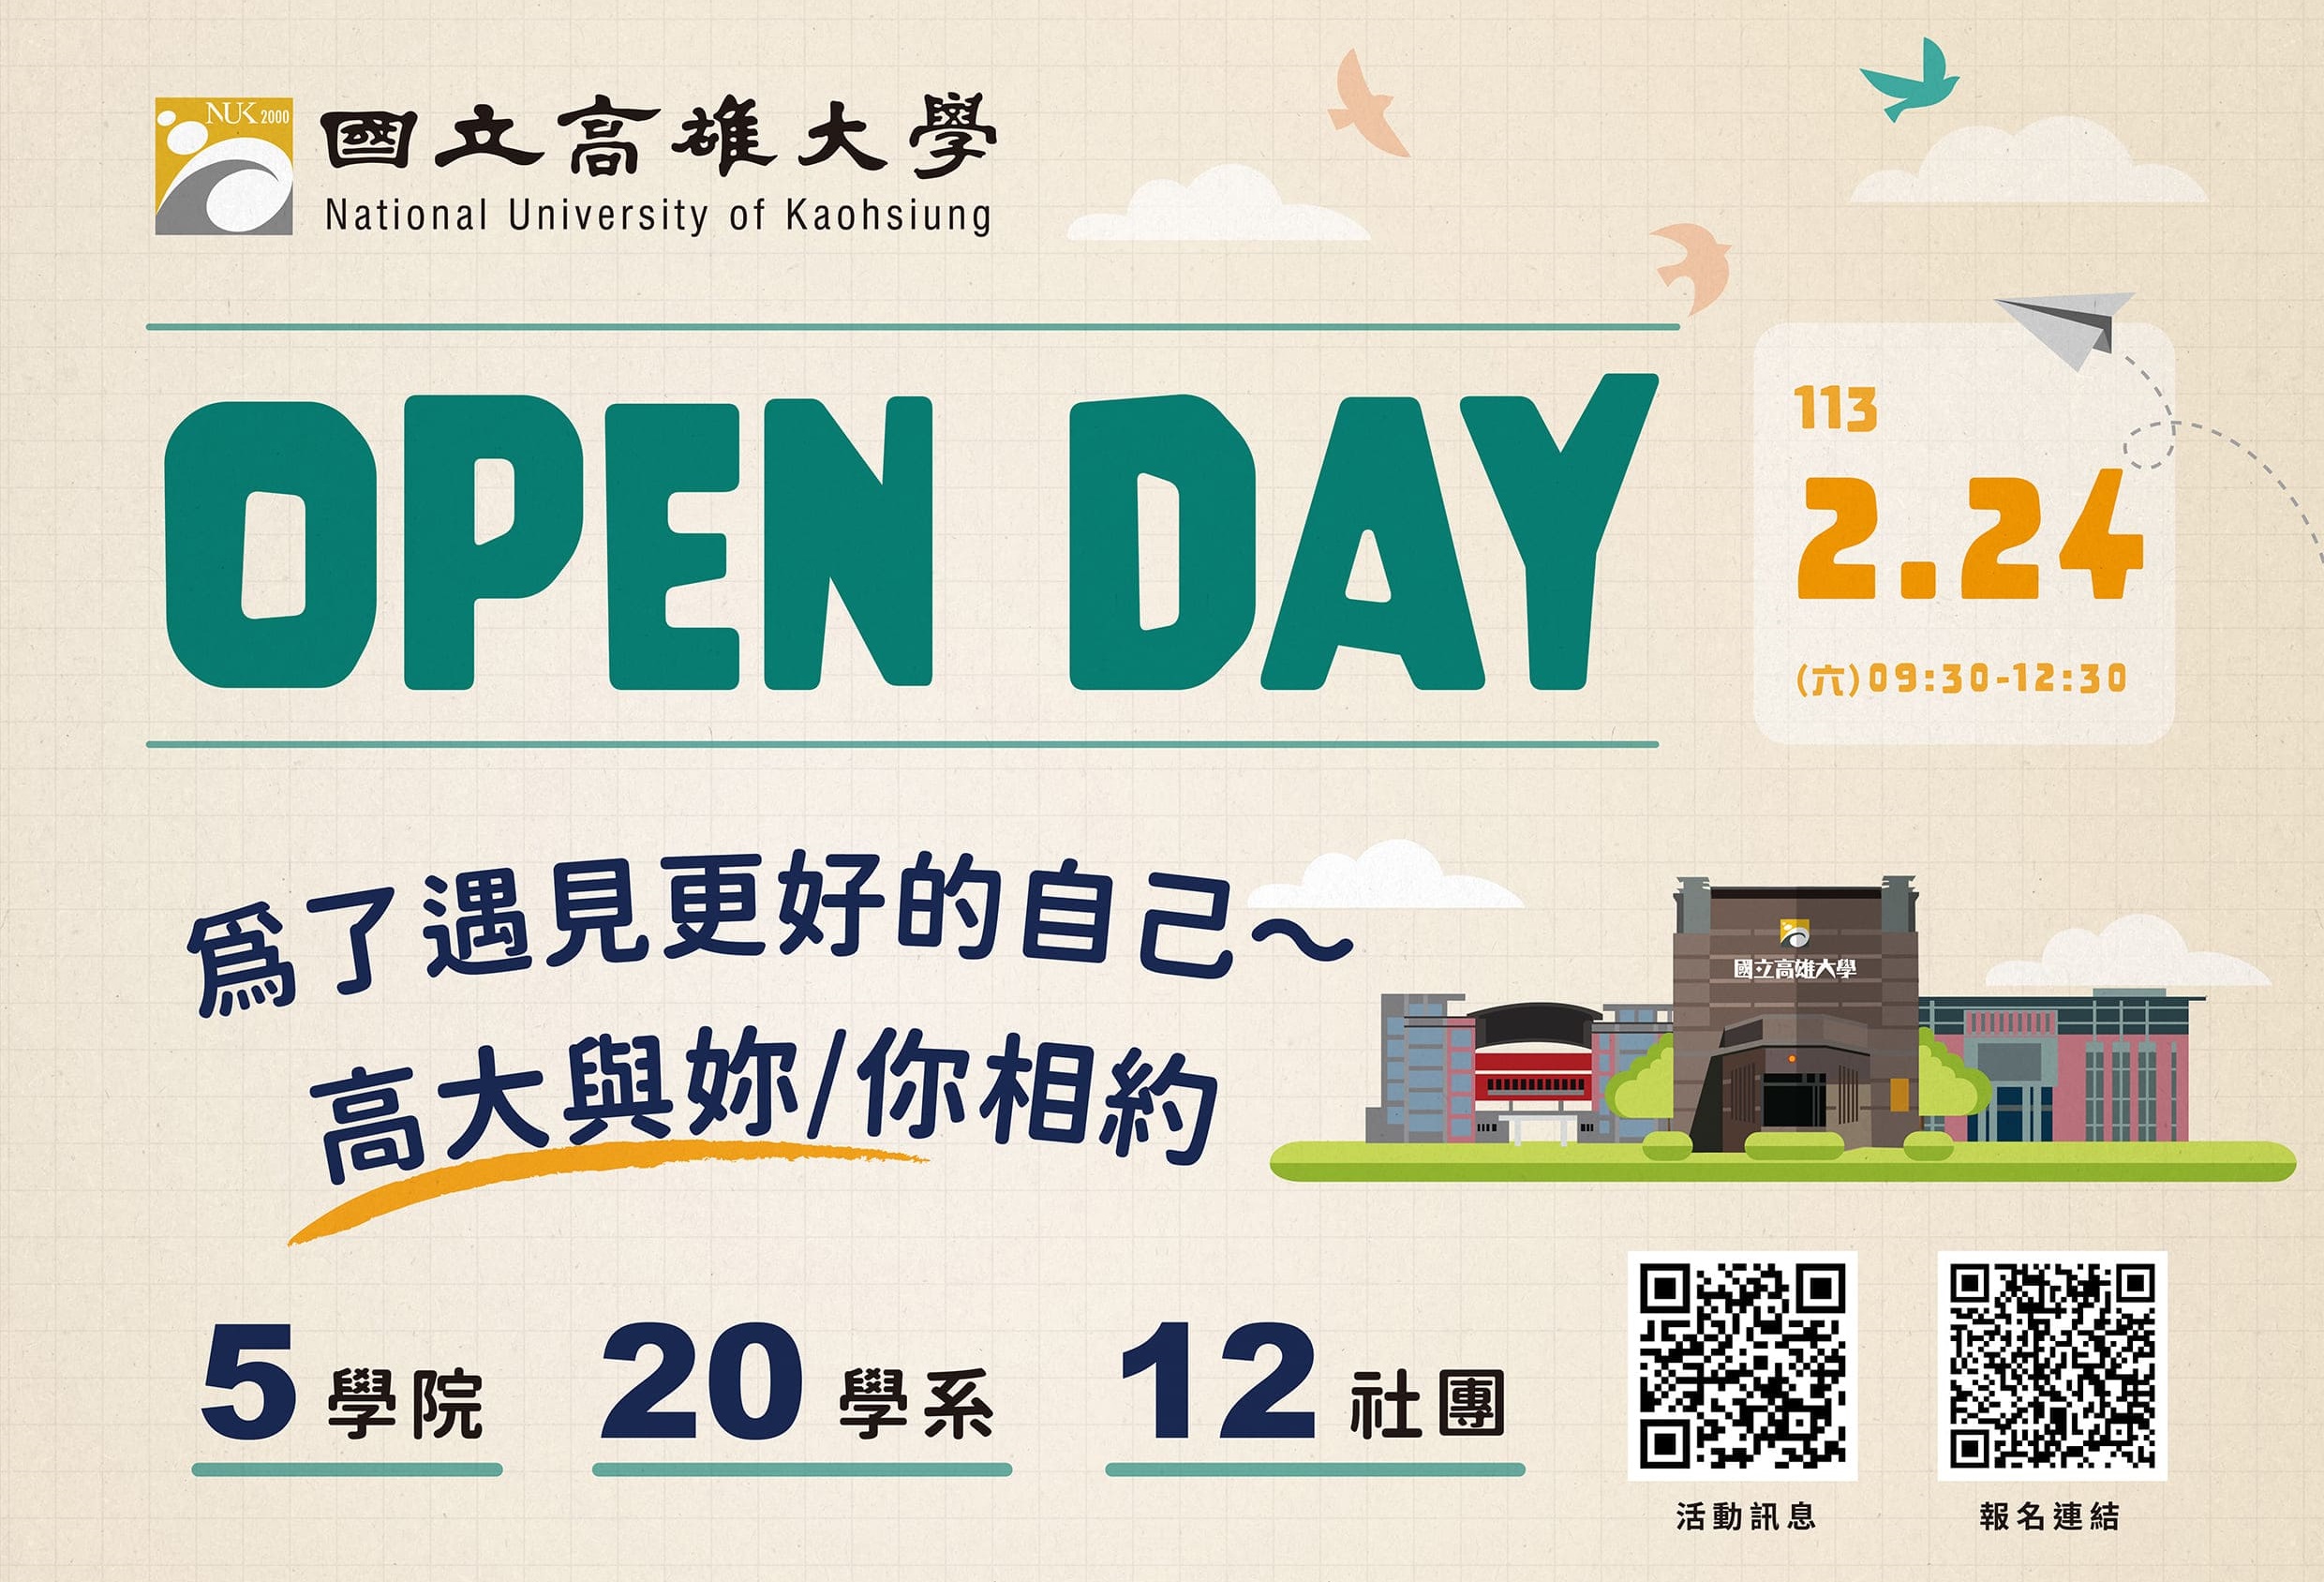 NUK 2000
國立高雄大學
National University of Kaohsiung
OPEN DAY
113
2.24
(六)09:30-12:30
為了遇見更好的自己~
高大與妳/你相約
國立高雄大學
5 學院
20 學系
12 社團
活動訊息
報名連結